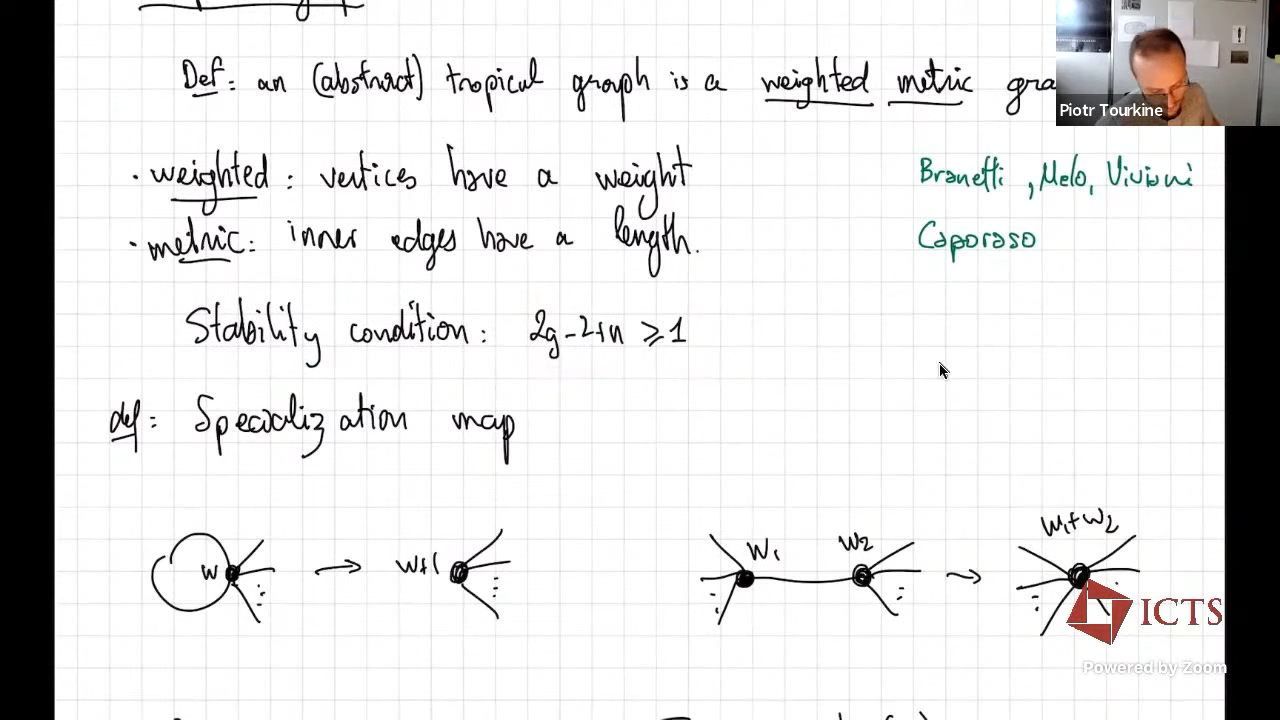 Def: an (abstract) tropical graph is a weighted metric gra
Piotr Tourkine
· weighted: vertices have a weight
Branetti, Melo, Viviani
· metric: inner edges have a length.
Caporaso
Stability condition: 2g-2+n ≥ 1
def: Specialization map
w → w+1
w₁ w₂ → w₁+w₂
ICTS
Powered by Zoom